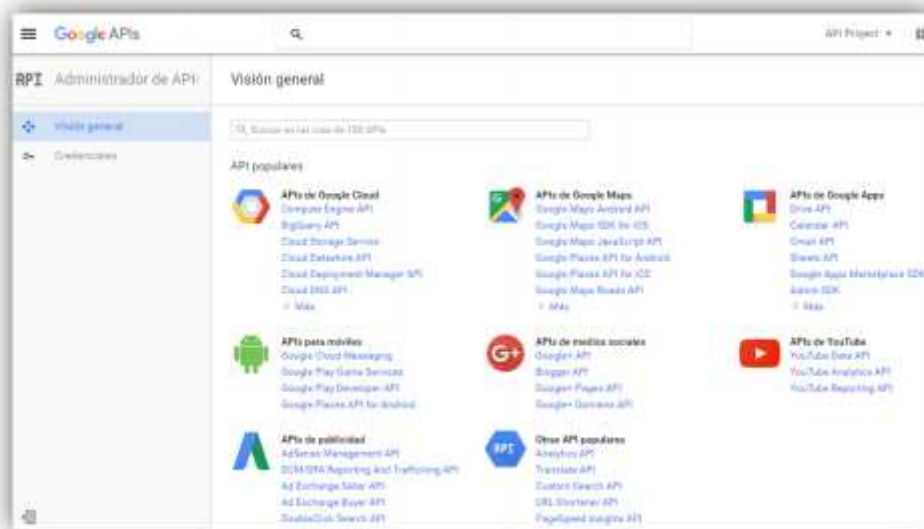 Google APIs
API Project
API Administrador de API
Visión general
Visión general
Buscar en las más de 100 APIs
Credenciales
API populares
APIs de Google Cloud
Compute Engine API
BigQuery API
Cloud Storage Service
Cloud Datastore API
Cloud Deployment Manager API
Cloud DNS API
Más
APIs de Google Maps
Google Maps Android API
Google Maps SDK for iOS
Google Maps JavaScript API
Google Places API for Android
Google Places API for iOS
Google Maps Roads API
Más
APIs de Google Apps
Drive API
Calendar API
Gmail API
Sheets API
Google Apps Marketplace SDK
Admin SDK
Más
APIs para móviles
Google Cloud Messaging
Google Play Game Services
Google Play Developer API
Google Places API for Android
G+
APIs de medios sociales
Google+ API
Blogger API
Google+ Pages API
Google+ Domains API
APIs de YouTube
YouTube Data API
YouTube Analytics API
YouTube Reporting API
APIs de publicidad
AdSense Management API
DCM/DFA Reporting And Trafficking API
Ad Exchange Seller API
Ad Exchange Buyer API
DoubleClick Search API
API
Otras API populares
Analytics API
Translate API
Custom Search API
URL Shortener API
PageSpeed Insights API